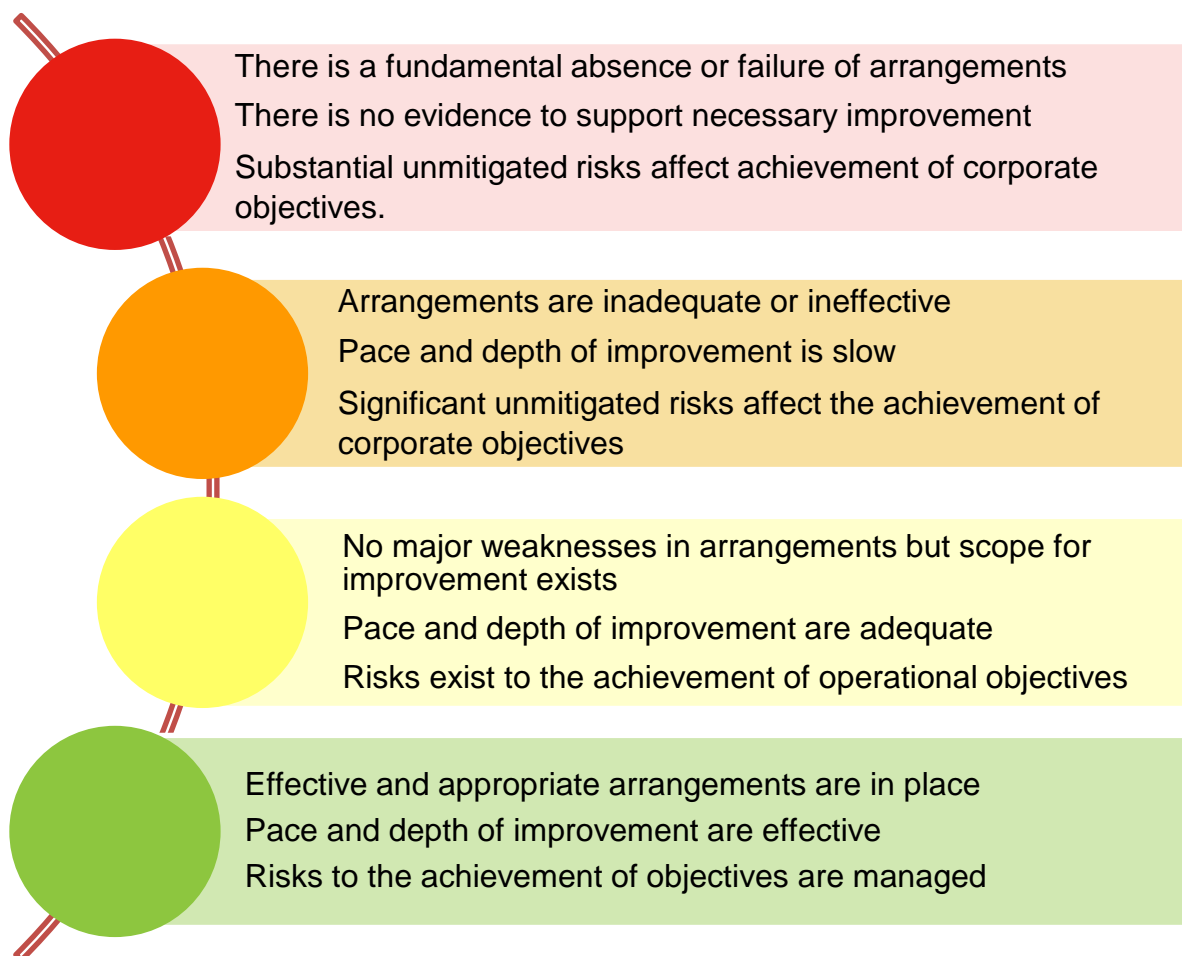 There is a fundamental absence or failure of arrangements
There is no evidence to support necessary improvement
Substantial unmitigated risks affect achievement of corporate
objectives.
Arrangements are inadequate or ineffective
Pace and depth of improvement is slow
Significant unmitigated risks affect the achievement of
corporate objectives
No major weaknesses in arrangements but scope for
improvement exists
Pace and depth of improvement are adequate
Risks exist to the achievement of operational objectives
Effective and appropriate arrangements are in place
Pace and depth of improvement are effective
Risks to the achievement of objectives are managed